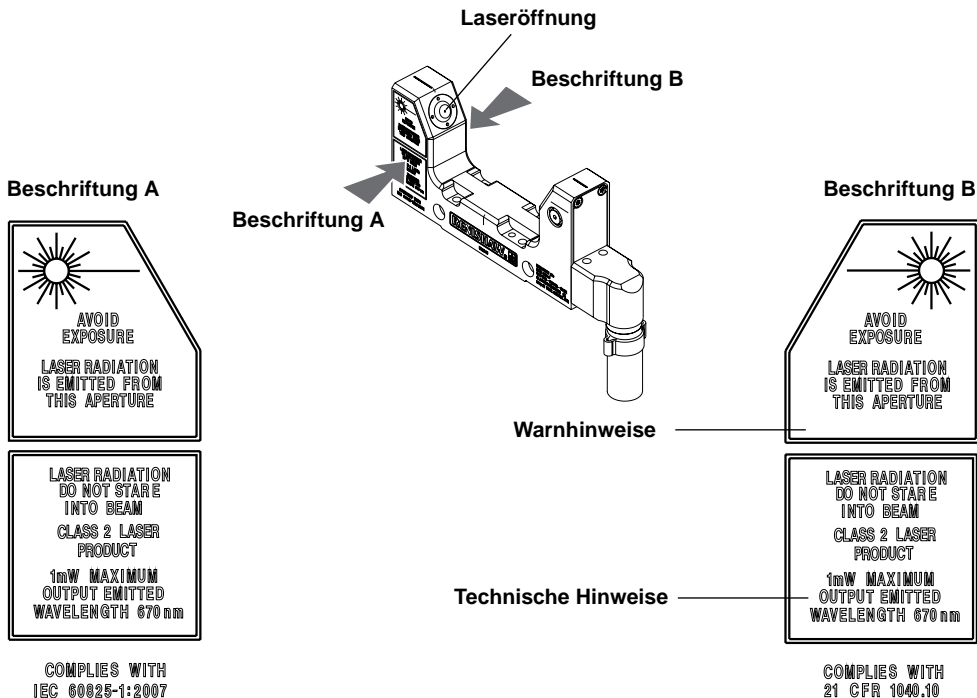 Laseröffnung
Beschriftung B
Beschriftung A
Beschriftung A
AVOID
EXPOSURE
LASER RADIATION
IS EMITTED FROM
THIS APERTURE
LASER RADIATION
DO NOT STARE
INTO BEAM
CLASS 2 LASER
PRODUCT
1mW MAXIMUM
OUTPUT EMITTED
WAVELENGTH 670 nm
COMPLIES WITH
IEC 60825-1:2007
RENISHAW
Warnhinweise
Technische Hinweise
Beschriftung B
AVOID
EXPOSURE
LASER RADIATION
IS EMITTED FROM
THIS APERTURE
LASER RADIATION
DO NOT STARE
INTO BEAM
CLASS 2 LASER
PRODUCT
1mW MAXIMUM
OUTPUT EMITTED
WAVELENGTH 670 nm
COMPLIES WITH
21 CFR 1040.10